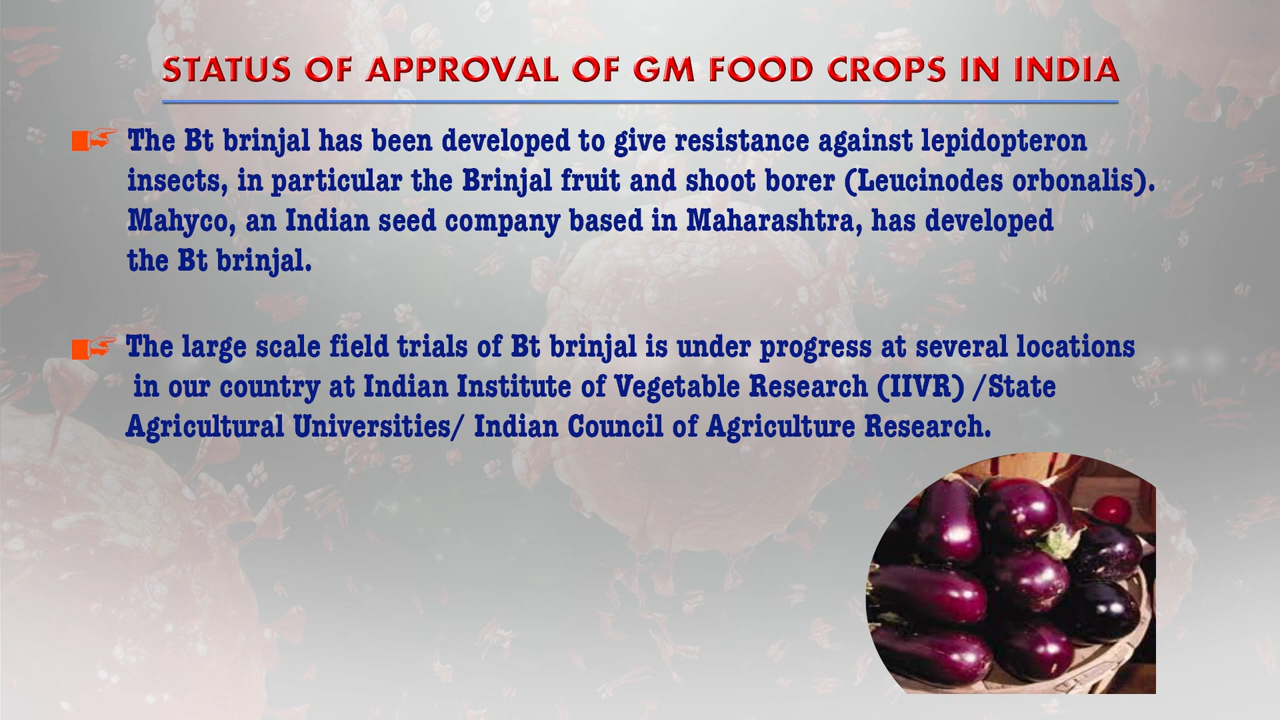 STATUS OF APPROVAL OF GM FOOD CROPS IN INDIA
The Bt brinjal has been developed to give resistance against lepidopteron
insects, in particular the Brinjal fruit and shoot borer (Leucinodes orbonalis).
Mahyco, an Indian seed company based in Maharashtra, has developed
the Bt brinjal.
The large scale field trials of Bt brinjal is under progress at several locations
in our country at Indian Institute of Vegetable Research (IIVR) /State
Agricultural Universities/ Indian Council of Agriculture Research.